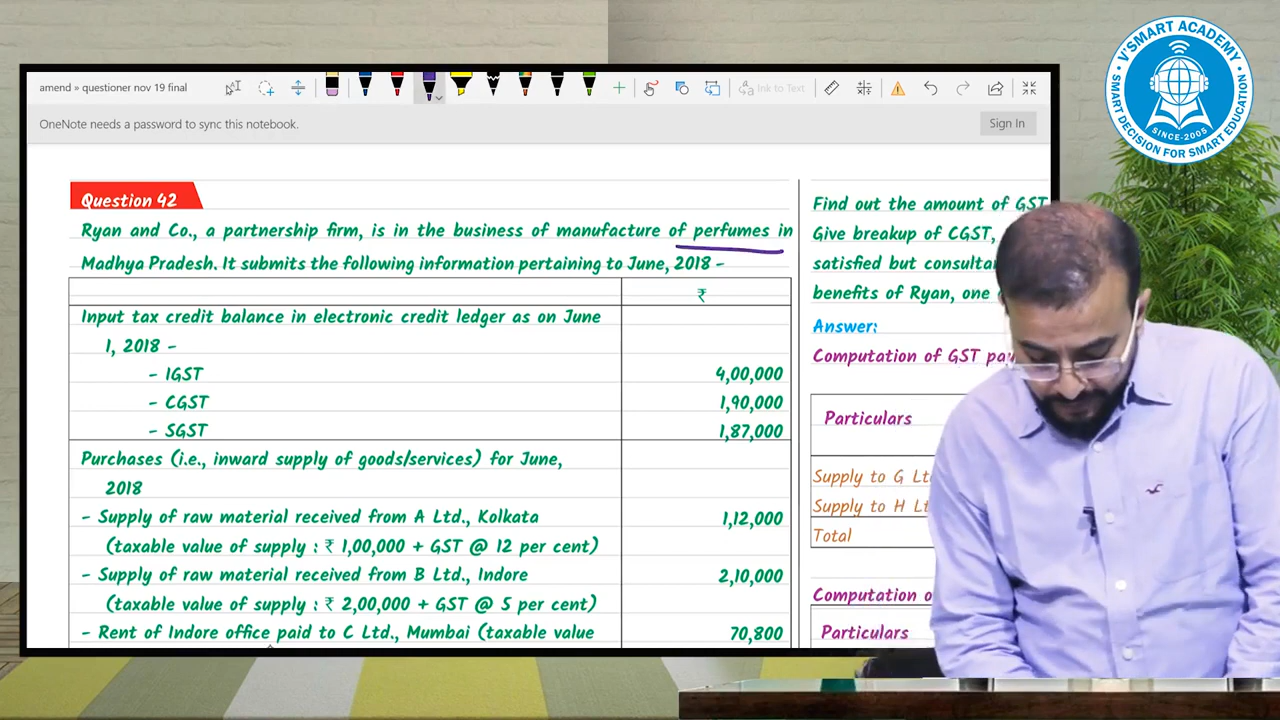 V'SMART ACADEMY
SMART DECISION FOR SMART EDUCATION
SINCE-2005
amend » questioner nov 19 final
Ink to Text
OneNote needs a password to sync this notebook.
Sign In
Question 42
Ryan and Co., a partnership firm, is in the business of manufacture of perfumes in
Madhya Pradesh. It submits the following information pertaining to June, 2018 -
₹
Input tax credit balance in electronic credit ledger as on June
1, 2018 -
- IGST 4,00,000
- CGST 1,90,000
- SGST 1,87,000
Purchases (i.e., inward supply of goods/services) for June,
2018
- Supply of raw material received from A Ltd., Kolkata 1,12,000
(taxable value of supply : ₹ 1,00,000 + GST @ 12 per cent)
- Supply of raw material received from B Ltd., Indore 2,10,000
(taxable value of supply : ₹ 2,00,000 + GST @ 5 per cent)
- Rent of Indore office paid to C Ltd., Mumbai (taxable value 70,800
Find out the amount of GST
Give breakup of CGST,
satisfied but
benefits of Ryan, one
Answer:
Computation of GST
Particulars
Supply to G
Supply to H
Total
Computation
Particulars